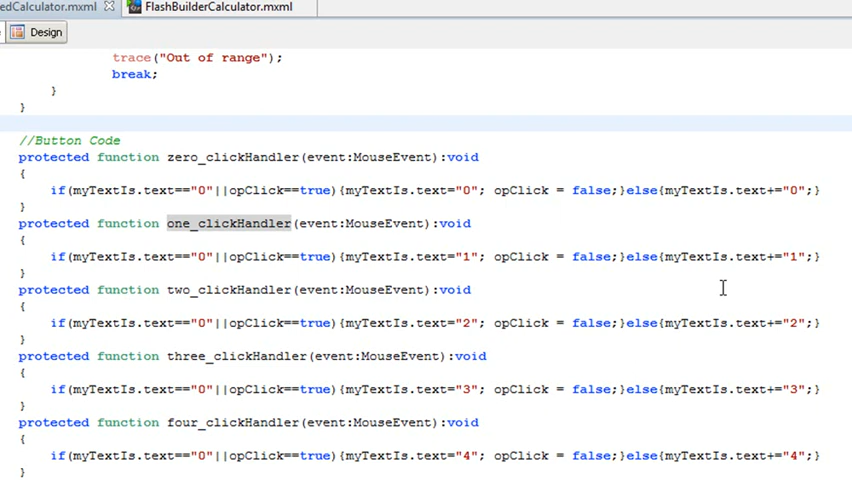 edCalculator.mxml FlashBuilderCalculator.mxml
Design
trace("Out of range");
break;
}
}
//Button Code
protected function zero_clickHandler(event:MouseEvent):void
{
if(myTextIs.text=="0"||opClick==true){myTextIs.text="0"; opClick = false;}else{myTextIs.text+="0";}
}
protected function one_clickHandler(event:MouseEvent):void
{
if(myTextIs.text=="0"||opClick==true){myTextIs.text="1"; opClick = false;}else{myTextIs.text+="1";}
}
protected function two_clickHandler(event:MouseEvent):void
{
if(myTextIs.text=="0"||opClick==true){myTextIs.text="2"; opClick = false;}else{myTextIs.text+="2";}
}
protected function three_clickHandler(event:MouseEvent):void
{
if(myTextIs.text=="0"||opClick==true){myTextIs.text="3"; opClick = false;}else{myTextIs.text+="3";}
}
protected function four_clickHandler(event:MouseEvent):void
{
if(myTextIs.text=="0"||opClick==true){myTextIs.text="4"; opClick = false;}else{myTextIs.text+="4";}
}